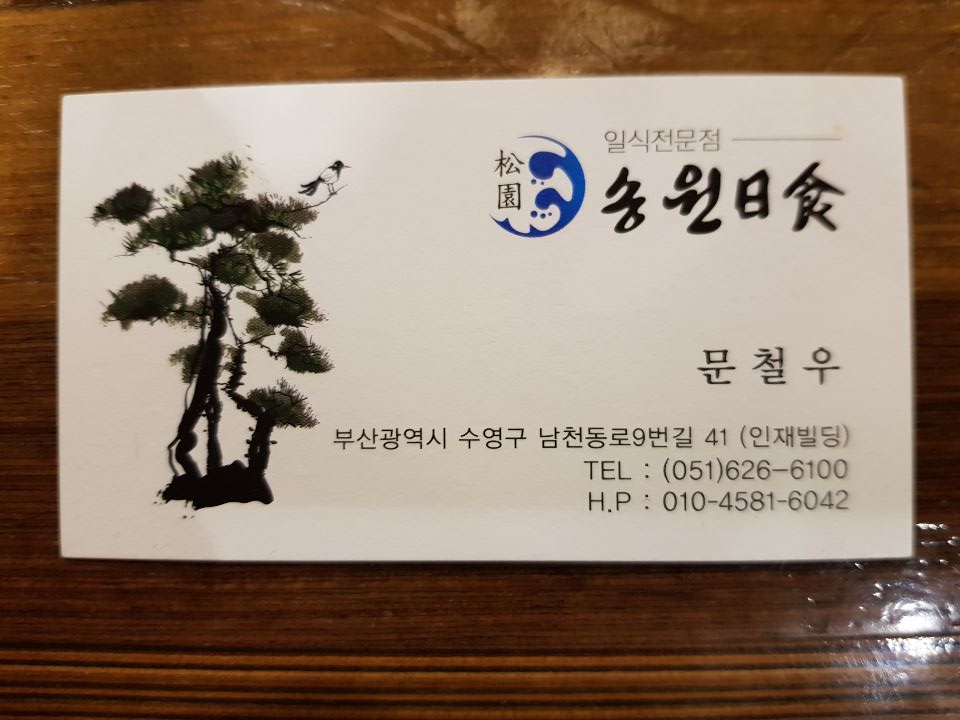 일식전문점
松園
송원日食
문철우
부산광역시 수영구 남천동로9번길 41 (인재빌딩)
TEL : (051)626-6100
H.P : 010-4581-6042